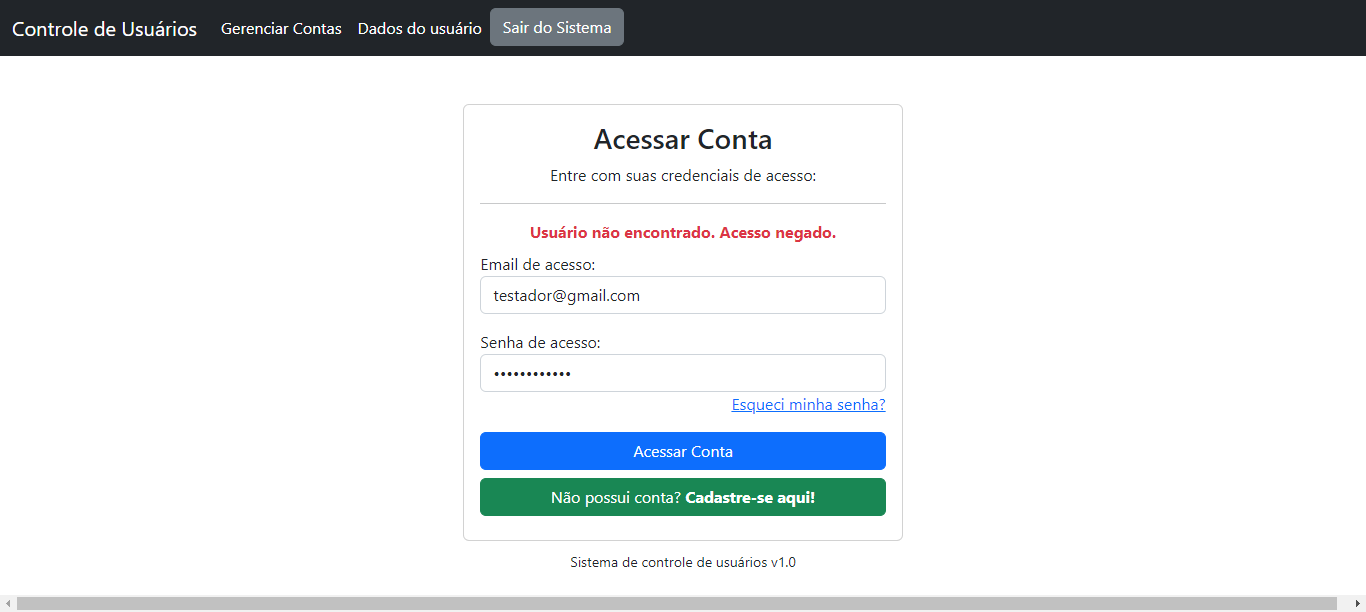 Controle de Usuários Gerenciar Contas Dados do usuário Sair do Sistema
Acessar Conta
Entre com suas credenciais de acesso:
Usuário não encontrado. Acesso negado.
Email de acesso:
testador@gmail.com
Senha de acesso:
••••••••••••
Esqueci minha senha?
Acessar Conta
Não possui conta? Cadastre-se aqui!
Sistema de controle de usuários v1.0